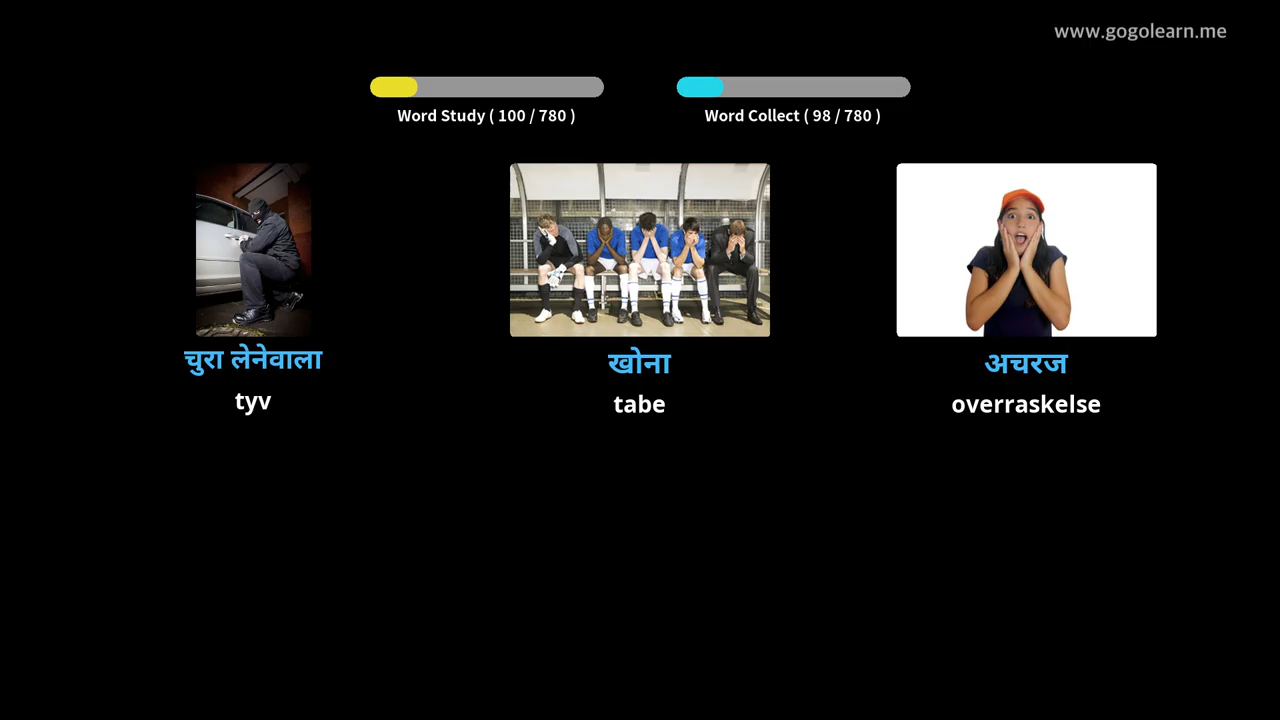 www.gogolearn.me
Word Study ( 100 / 780 )
Word Collect ( 98 / 780 )
चुरा लेनेवाला
tyv
खोना
tabe
अचरज
overraskelse